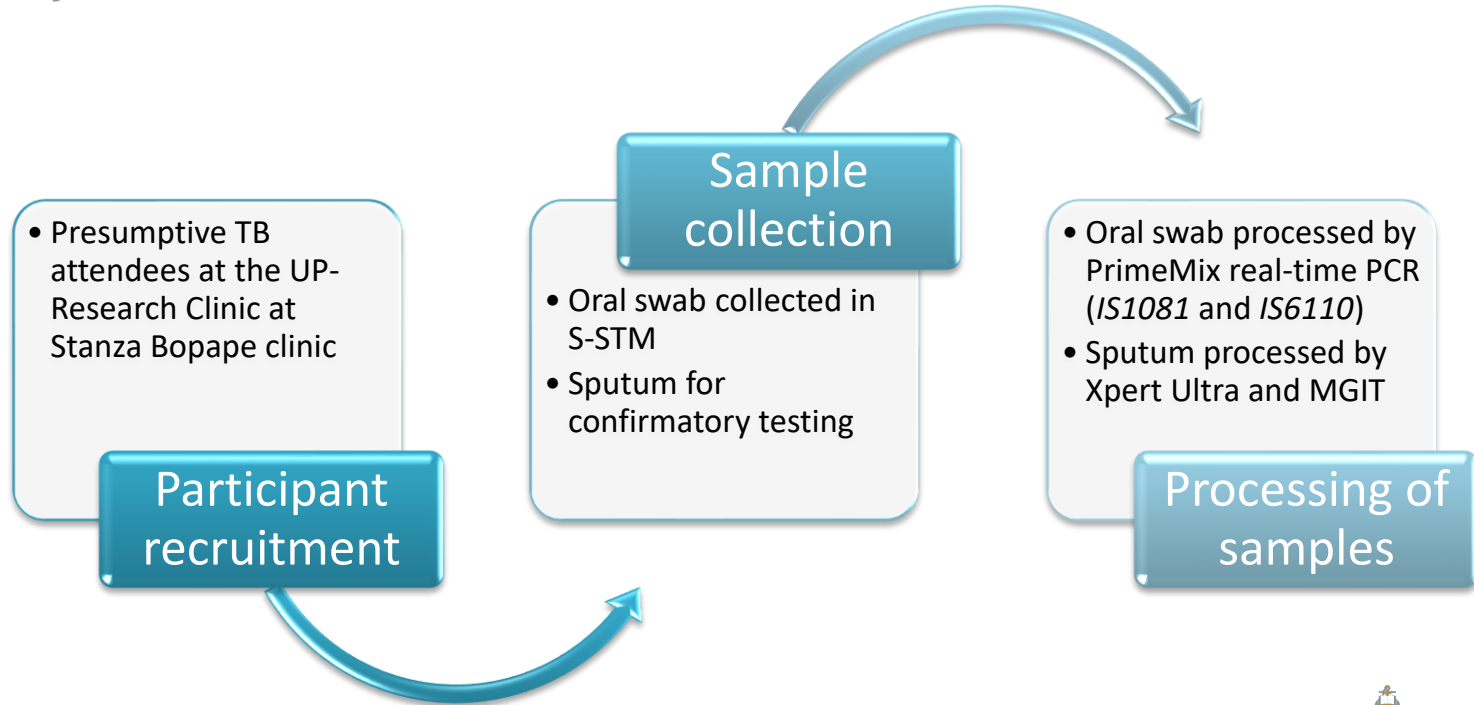 • Presumptive TB
attendees at the UP-
Research Clinic at
Stanza Bopape clinic
Participant
recruitment
Sample
collection
• Oral swab collected in
S-STM
• Sputum for
confirmatory testing
• Oral swab processed by
PrimeMix real-time PCR
(IS1081 and IS6110)
• Sputum processed by
Xpert Ultra and MGIT
Processing of
samples